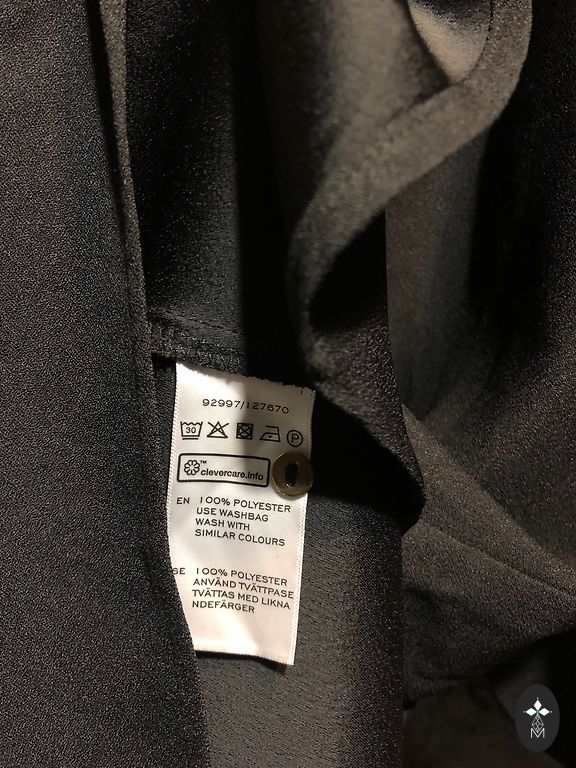 92997/127670
30
P
™
clevercare.info
EN 100% POLYESTER
USE WASHBAG
WASH WITH
SIMILAR COLOURS
SE 100% POLYESTER
ANVÄND TVÄTTPASE
TVÄTTAS MED LIKNA
NDEFÄRGER
M